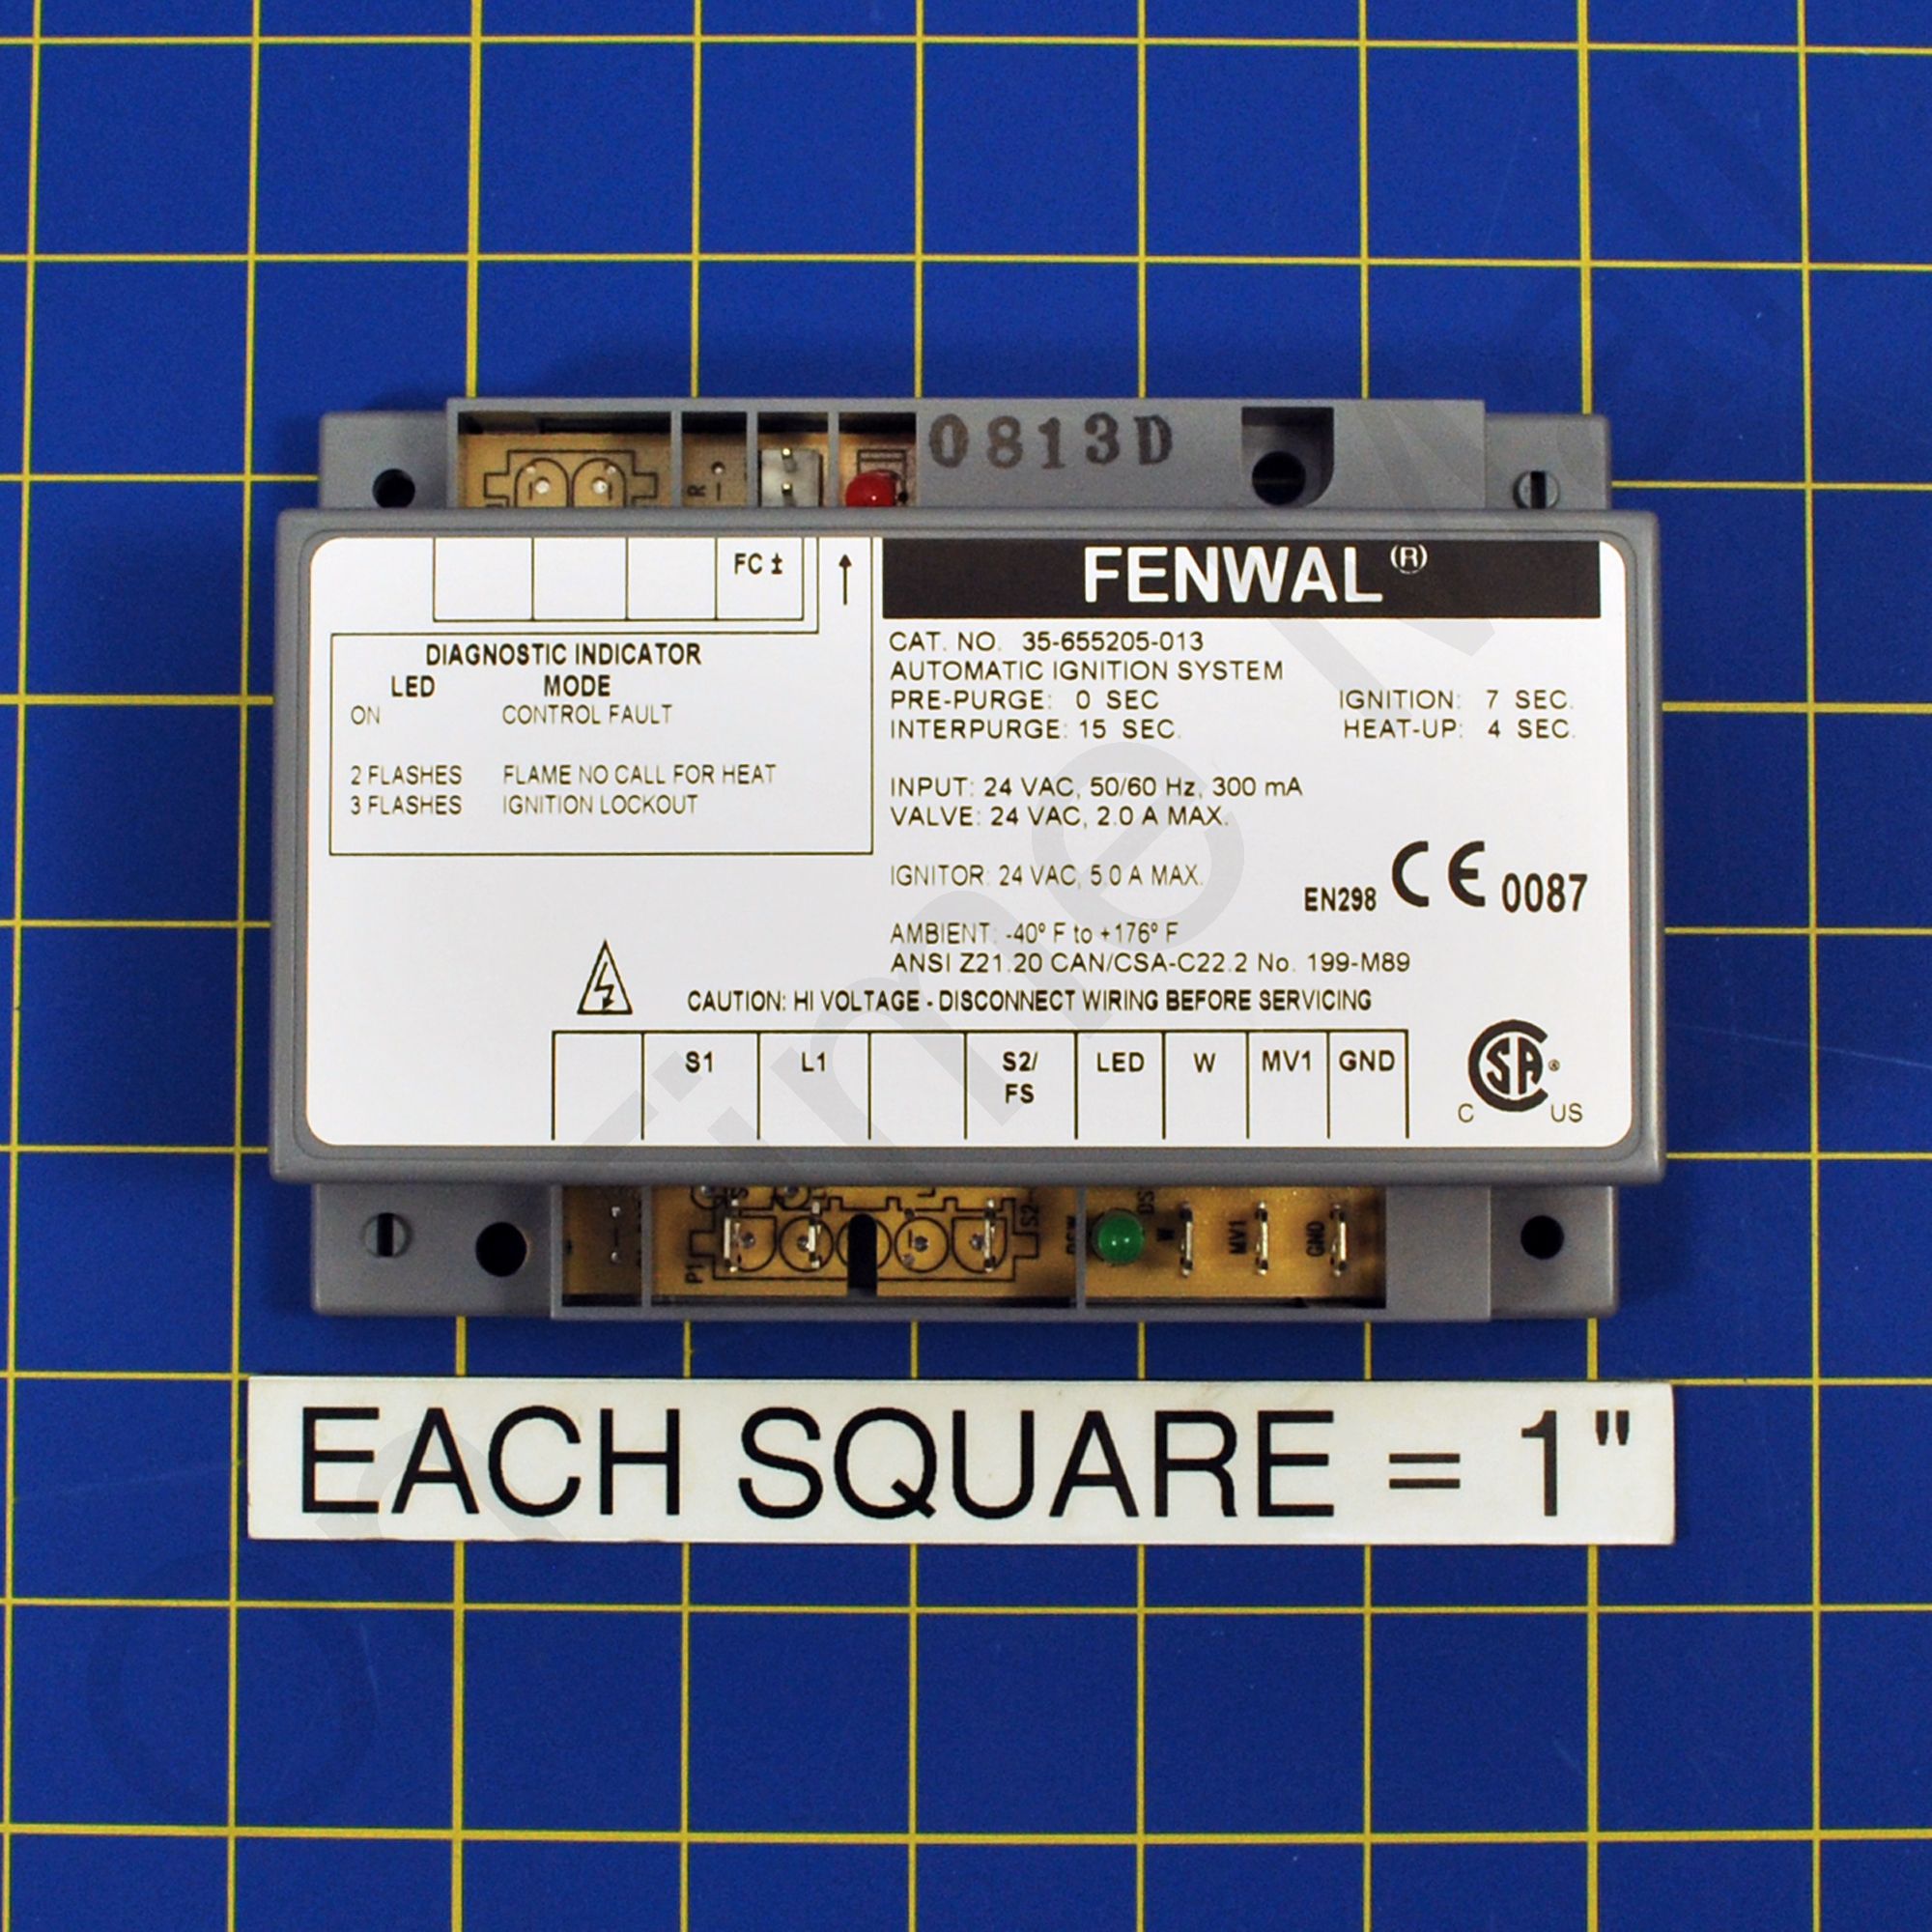 0813D
R
FC ±
FENWAL (R)
CAT. NO. 35-655205-013
AUTOMATIC IGNITION SYSTEM
PRE-PURGE: 0 SEC IGNITION: 7 SEC.
INTERPURGE: 15 SEC. HEAT-UP: 4 SEC.
INPUT: 24 VAC, 50/60 Hz, 300 mA
VALVE: 24 VAC, 2.0 A MAX.
IGNITOR: 24 VAC, 5.0 A MAX.
EN298 CE 0087
AMBIENT: -40º F to +176º F
ANSI Z21.20 CAN/CSA-C22.2 No. 199-M89
DIAGNOSTIC INDICATOR
LED MODE
ON CONTROL FAULT
2 FLASHES FLAME NO CALL FOR HEAT
3 FLASHES IGNITION LOCKOUT
CAUTION: HI VOLTAGE - DISCONNECT WIRING BEFORE SERVICING
S1 L1 S2/ LED W MV1 GND
FS
C CSA ® US
P1 S2 W MV1 GND
EACH SQUARE = 1"